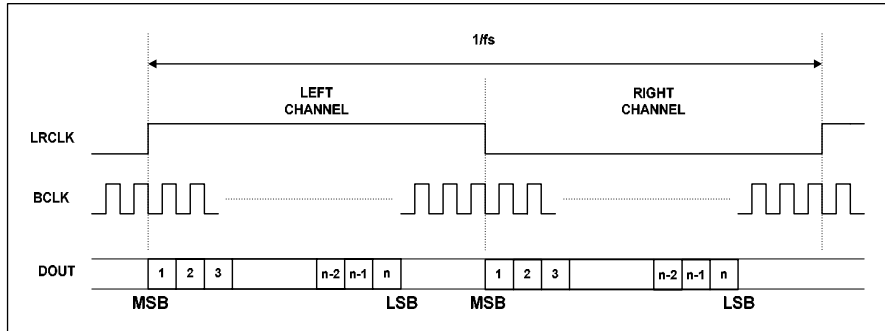 1/fs
LEFT
CHANNEL
RIGHT
CHANNEL
LRCLK
BCLK
DOUT
1 2 3 n-2 n-1 n 1 2 3 n-2 n-1 n
MSB LSB MSB LSB